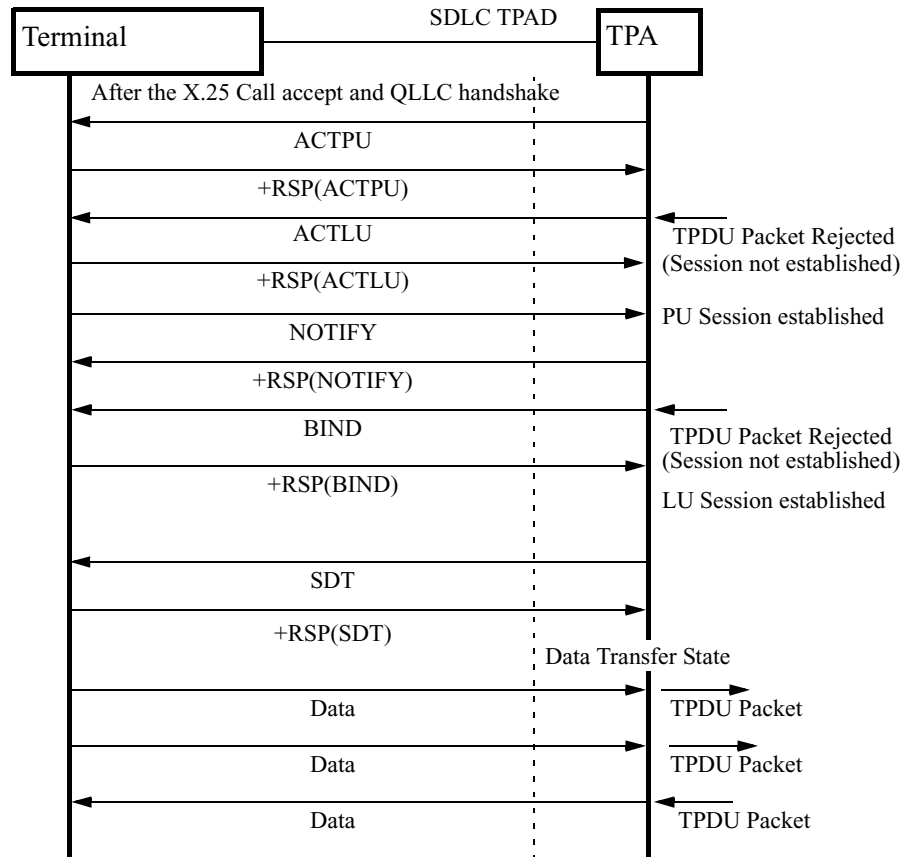 SDLC TPAD
Terminal
TPA
After the X.25 Call accept and QLLC handshake
ACTPU
+RSP(ACTPU)
ACTLU
TPDU Packet Rejected
(Session not established)
+RSP(ACTLU)
PU Session established
NOTIFY
+RSP(NOTIFY)
BIND
TPDU Packet Rejected
(Session not established)
+RSP(BIND)
LU Session established
SDT
+RSP(SDT)
Data Transfer State
Data
TPDU Packet
Data
TPDU Packet
Data
TPDU Packet